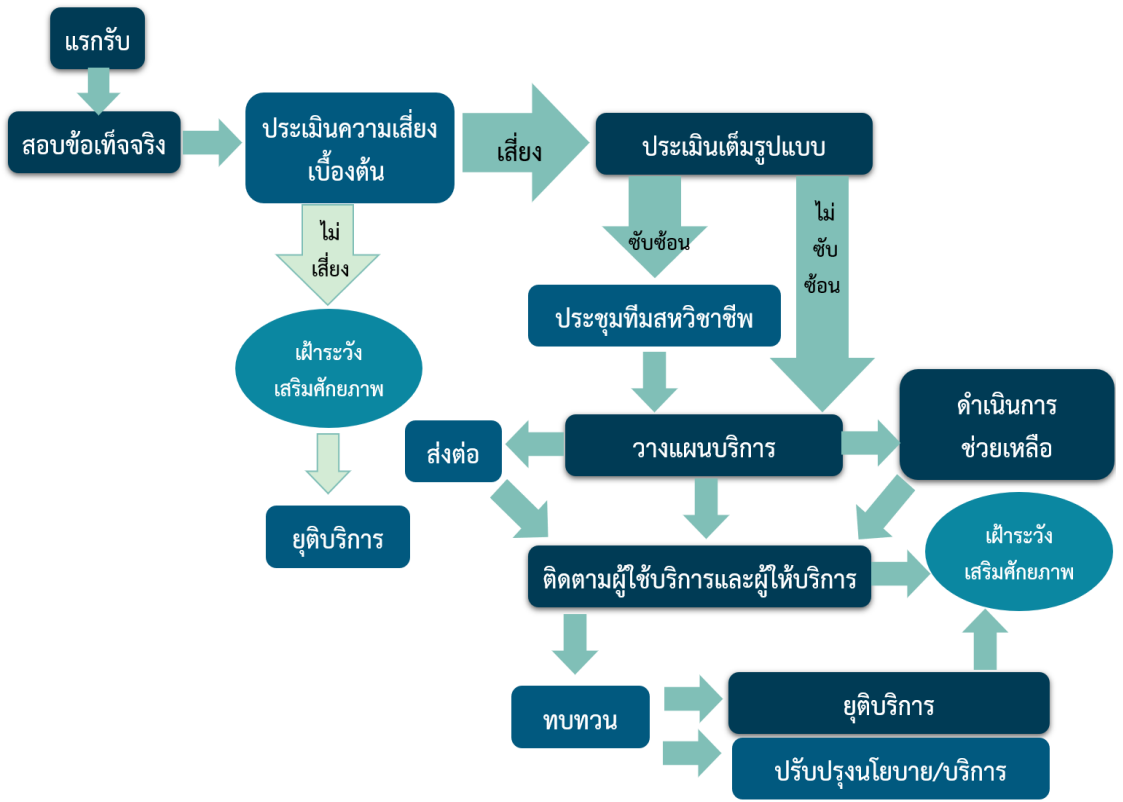 แรกรับ
สอบข้อเท็จจริง
ประเมินความเสี่ยง
เบื้องต้น
เสี่ยง
ประเมินเต็มรูปแบบ
ไม่
เสี่ยง
ซับซ้อน
ไม่
ซับ
ซ้อน
เฝ้าระวัง
เสริมศักยภาพ
ประชุมทีมสหวิชาชีพ
ส่งต่อ
วางแผนบริการ
ดำเนินการ
ช่วยเหลือ
ยุติบริการ
ติดตามผู้ใช้บริการและผู้ให้บริการ
เฝ้าระวัง
เสริมศักยภาพ
ทบทวน
ยุติบริการ
ปรับปรุงนโยบาย/บริการ